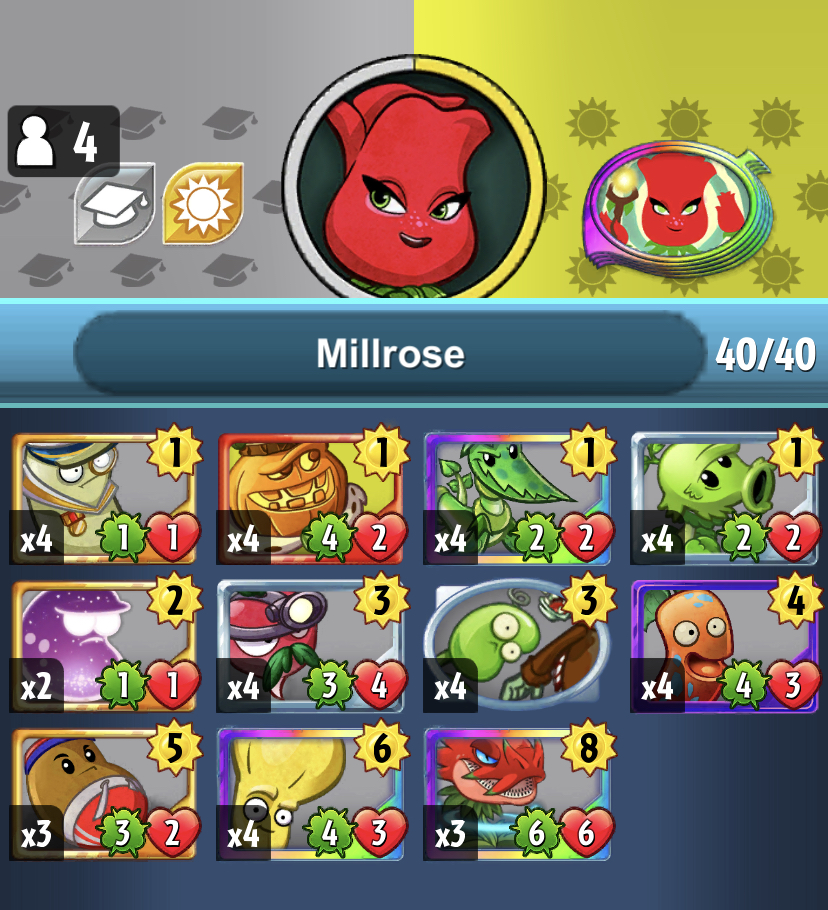 4
Millrose 40/40
1 1 1 1
x4 1 1 x4 4 2 x4 2 2 x4 2 2
2 3 3 4
x2 1 1 x4 3 4 x4 x4 4 3
5 6 8
x3 3 2 x4 4 3 x3 6 6